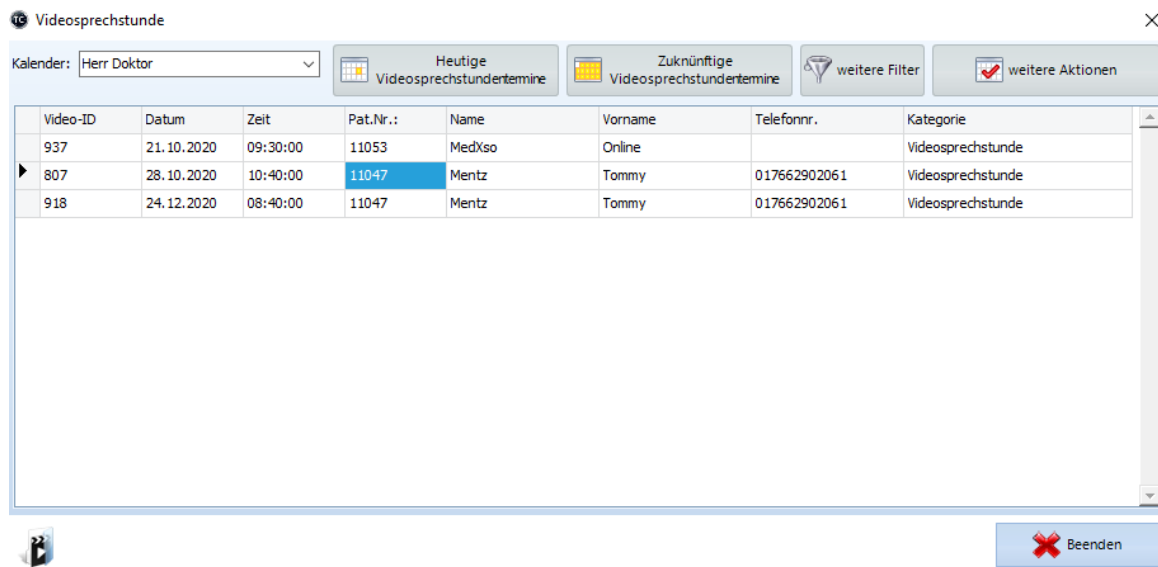 TC Videosprechstunde
Kalender: Herr Doktor
Heutige
Videosprechstundentermine
Zuknünftige
Videosprechstundentermine
weitere Filter
weitere Aktionen
Video-ID Datum Zeit Pat.Nr.: Name Vorname Telefonnr. Kategorie
937 21.10.2020 09:30:00 11053 MedXso Online Videosprechstunde
807 28.10.2020 10:40:00 11047 Mentz Tommy 017662902061 Videosprechstunde
918 24.12.2020 08:40:00 11047 Mentz Tommy 017662902061 Videosprechstunde
Beenden